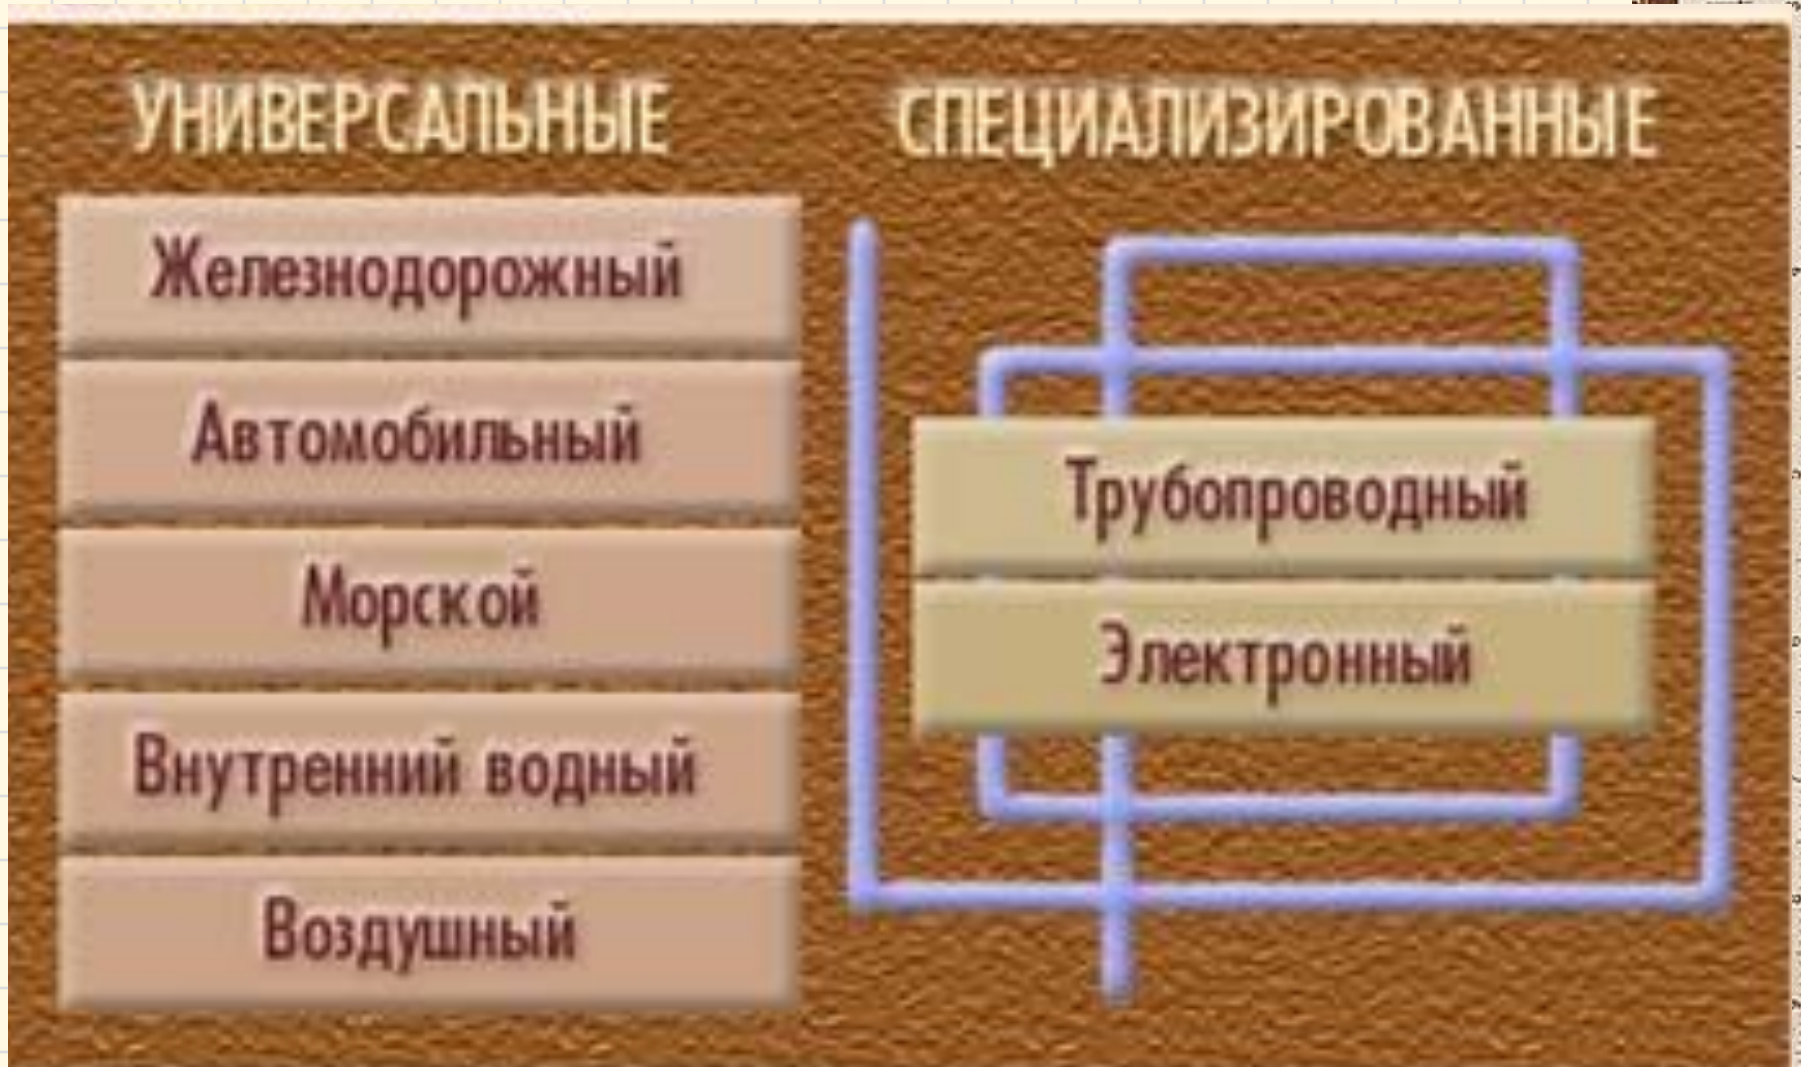 УНИВЕРСАЛЬНЫЕ
Железнодорожный
Автомобильный
Морской
Внутренний водный
Воздушный
СПЕЦИАЛИЗИРОВАННЫЕ
Трубопроводный
Электронный